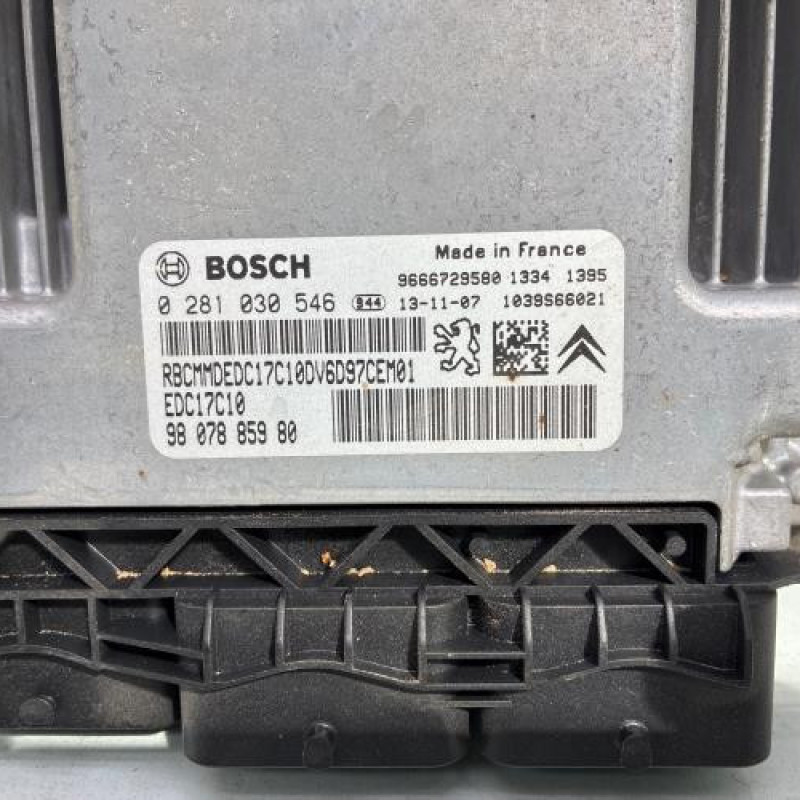 BOSCH Made in France
9666729580 1334 1395
0 281 030 546 944 13-11-07 1039S66021
RBCMMDEDC17C10DV6D97CEM01
EDC17C10
98 078 859 80